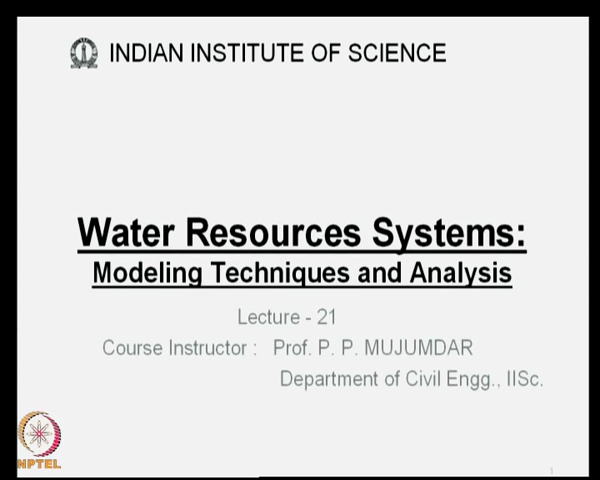 INDIAN INSTITUTE OF SCIENCE
Water Resources Systems:
Modeling Techniques and Analysis
Lecture - 21
Course Instructor : Prof. P. P. MUJUMDAR
Department of Civil Engg., IISc.
NPTEL
1